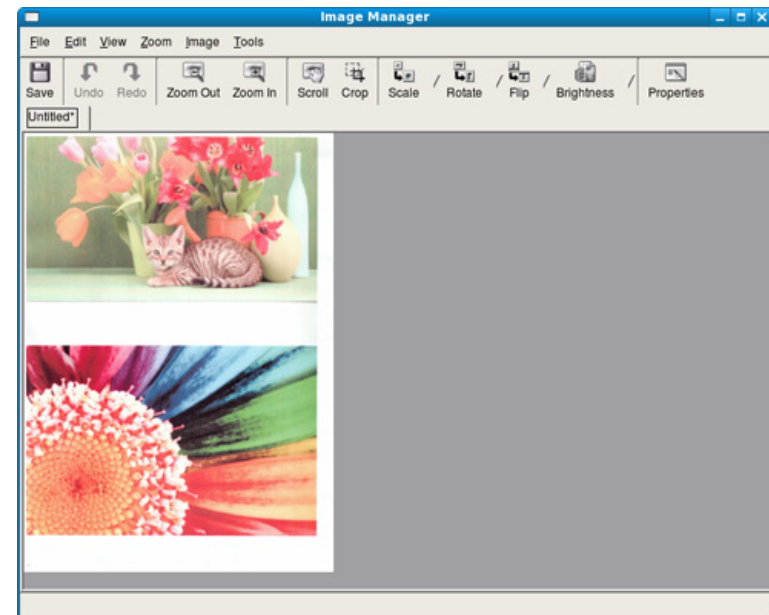 Image Manager
File Edit View Zoom Image Tools
Save Undo Redo Zoom Out Zoom In Scroll Crop Scale / Rotate / Flip / Brightness / Properties
Untitled*